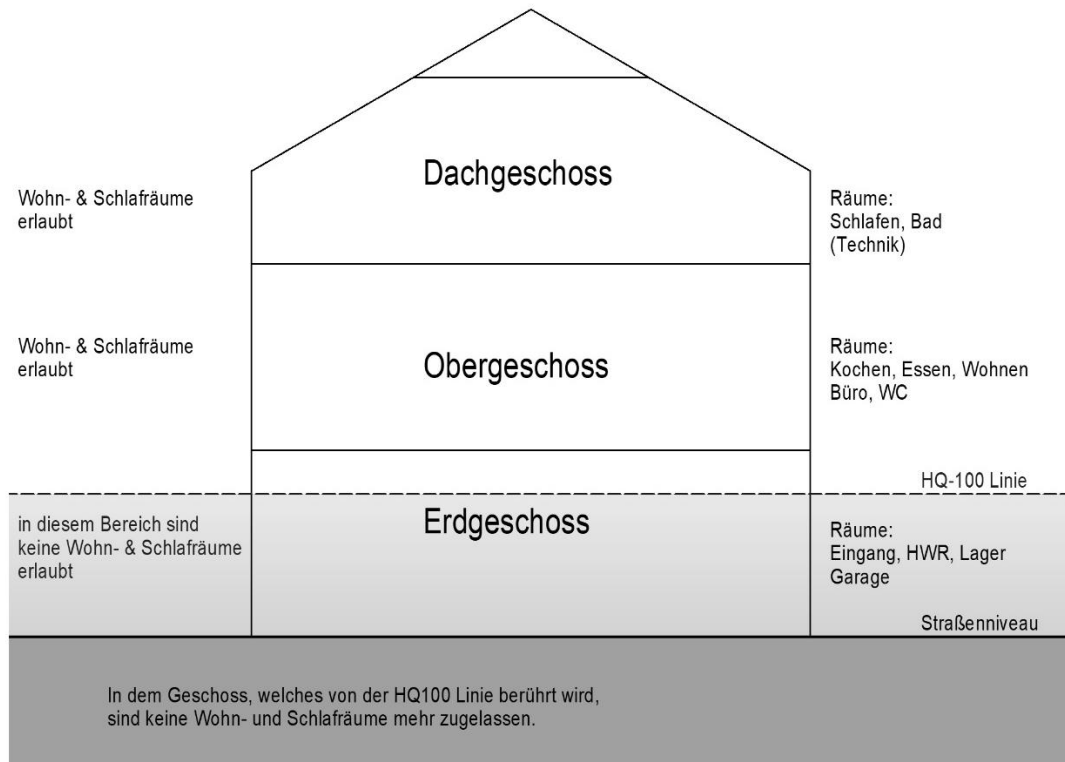 Dachgeschoss
Wohn- & Schlafräume
erlaubt
Räume:
Schlafen, Bad
(Technik)
Wohn- & Schlafräume
erlaubt
Obergeschoss
Räume:
Kochen, Essen, Wohnen
Büro, WC
HQ-100 Linie
in diesem Bereich sind
keine Wohn- & Schlafräume
erlaubt
Erdgeschoss
Räume:
Eingang, HWR, Lager
Garage
Straßenniveau
In dem Geschoss, welches von der HQ100 Linie berührt wird,
sind keine Wohn- und Schlafräume mehr zugelassen.